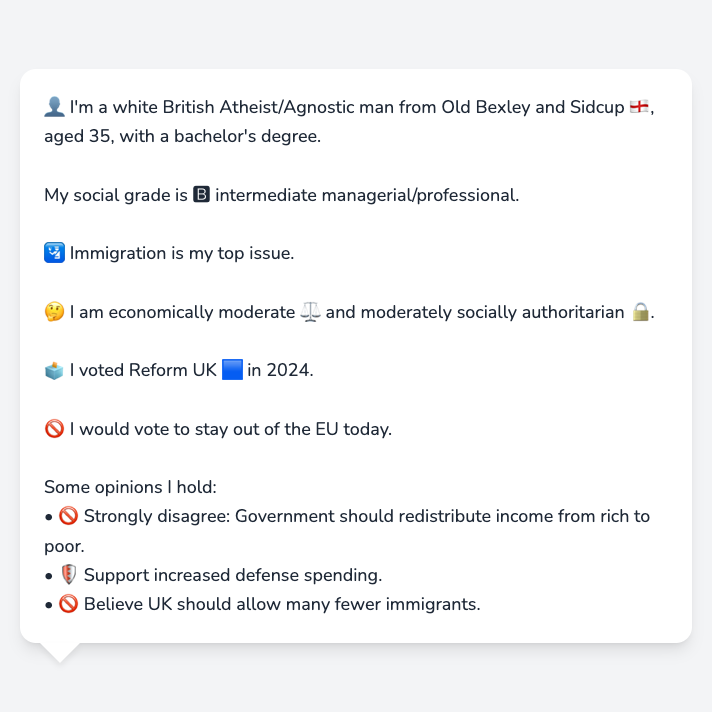 👤 I'm a white British Atheist/Agnostic man from Old Bexley and Sidcup 🏴󠁧󠁢󠁥󠁮󠁧󠁿,
aged 35, with a bachelor's degree.
My social grade is 🅱 intermediate managerial/professional.
🛂 Immigration is my top issue.
🤔 I am economically moderate ⚖️ and moderately socially authoritarian 🔒.
🗳️ I voted Reform UK 🟦 in 2024.
🚫 I would vote to stay out of the EU today.
Some opinions I hold:
• 🚫 Strongly disagree: Government should redistribute income from rich to
poor.
• 🛡️ Support increased defense spending.
• 🚫 Believe UK should allow many fewer immigrants.